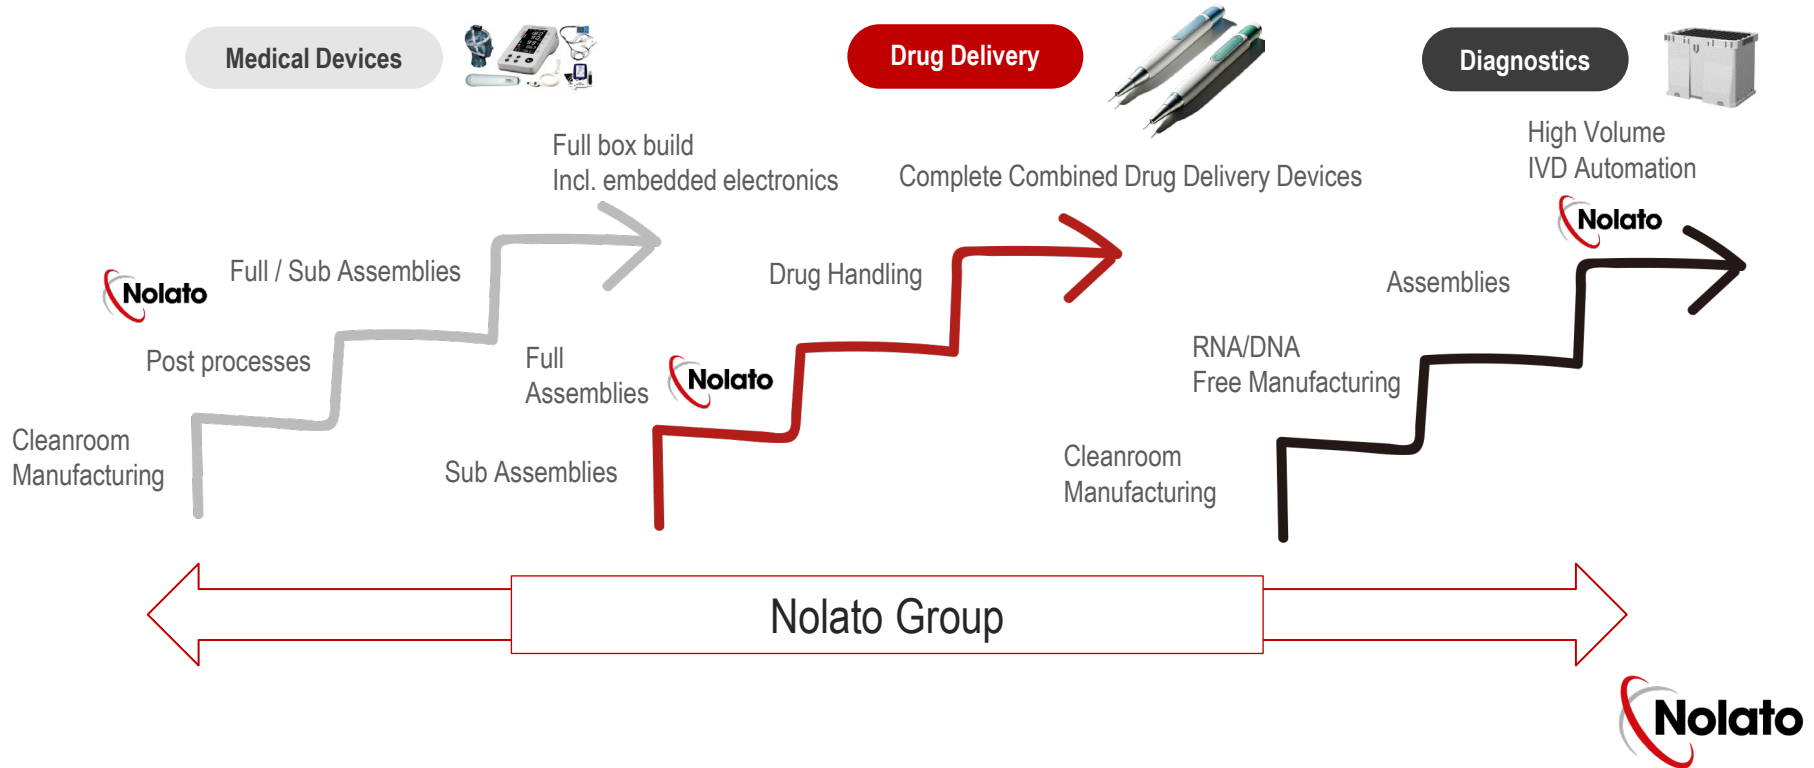 Medical Devices
Drug Delivery
Diagnostics
Full box build
Incl. embedded electronics
Full / Sub Assemblies
Nolato
Post processes
Cleanroom
Manufacturing
Complete Combined Drug Delivery Devices
Drug Handling
Full
Assemblies
Nolato
Sub Assemblies
High Volume
IVD Automation
Nolato
Assemblies
RNA/DNA
Free Manufacturing
Cleanroom
Manufacturing
Nolato Group
Nolato